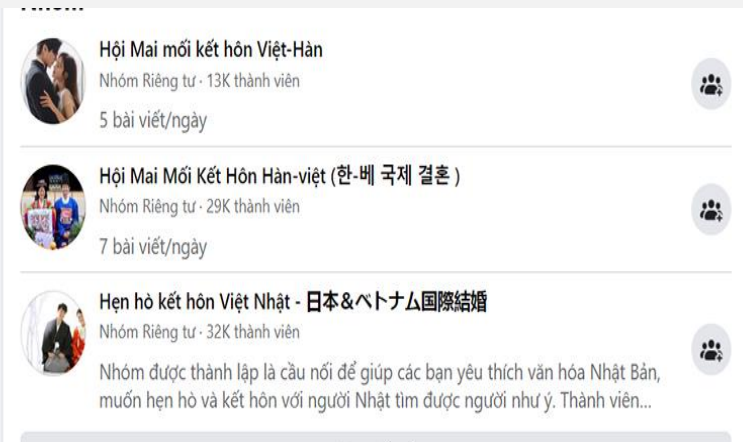 Hội Mai mối kết hôn Việt-Hàn
Nhóm Riêng tư · 13K thành viên
5 bài viết/ngày
Hội Mai Mối Kết Hôn Hàn-việt (한-베 국제 결혼 )
Nhóm Riêng tư · 29K thành viên
7 bài viết/ngày
Hẹn hò kết hôn Việt Nhật - 日本&ベトナム国際結婚
Nhóm Riêng tư · 32K thành viên
Nhóm được thành lập là cầu nối để giúp các bạn yêu thích văn hóa Nhật Bản,
muốn hẹn hò và kết hôn với người Nhật tìm được người như ý. Thành viên...